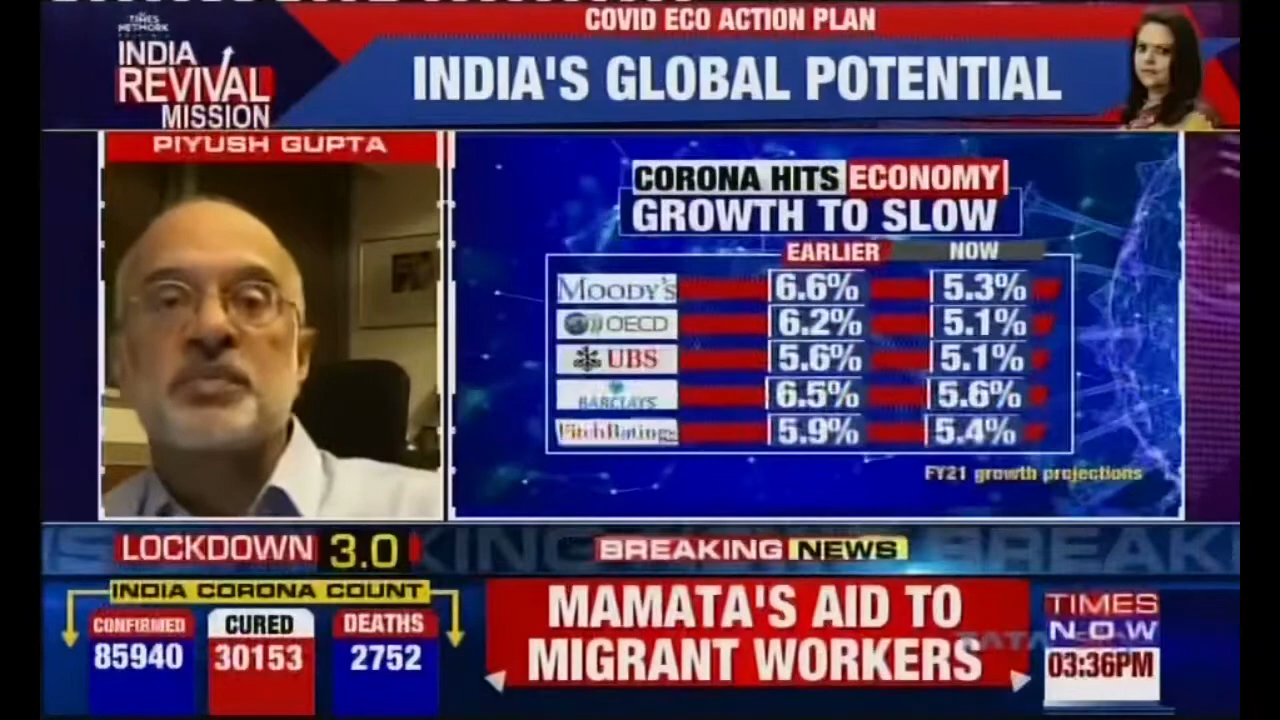 COVID ECO ACTION PLAN
TIMES
NETWORK
INDIA
REVIVAL
MISSION
INDIA'S GLOBAL POTENTIAL
PIYUSH GUPTA
CORONA HITS ECONOMY
GROWTH TO SLOW
EARLIER NOW
MOODY'S 6.6% 5.3%
OECD 6.2% 5.1%
UBS 5.6% 5.1%
BARCLAYS 6.5% 5.6%
FitchRatings 5.9% 5.4%
FY21 growth projections
LOCKDOWN 3.0
BREAKING NEWS
INDIA CORONA COUNT
CONFIRMED CURED DEATHS
85940 30153 2752
MAMATA'S AID TO
MIGRANT WORKERS
TIMES
NOW
03:36PM